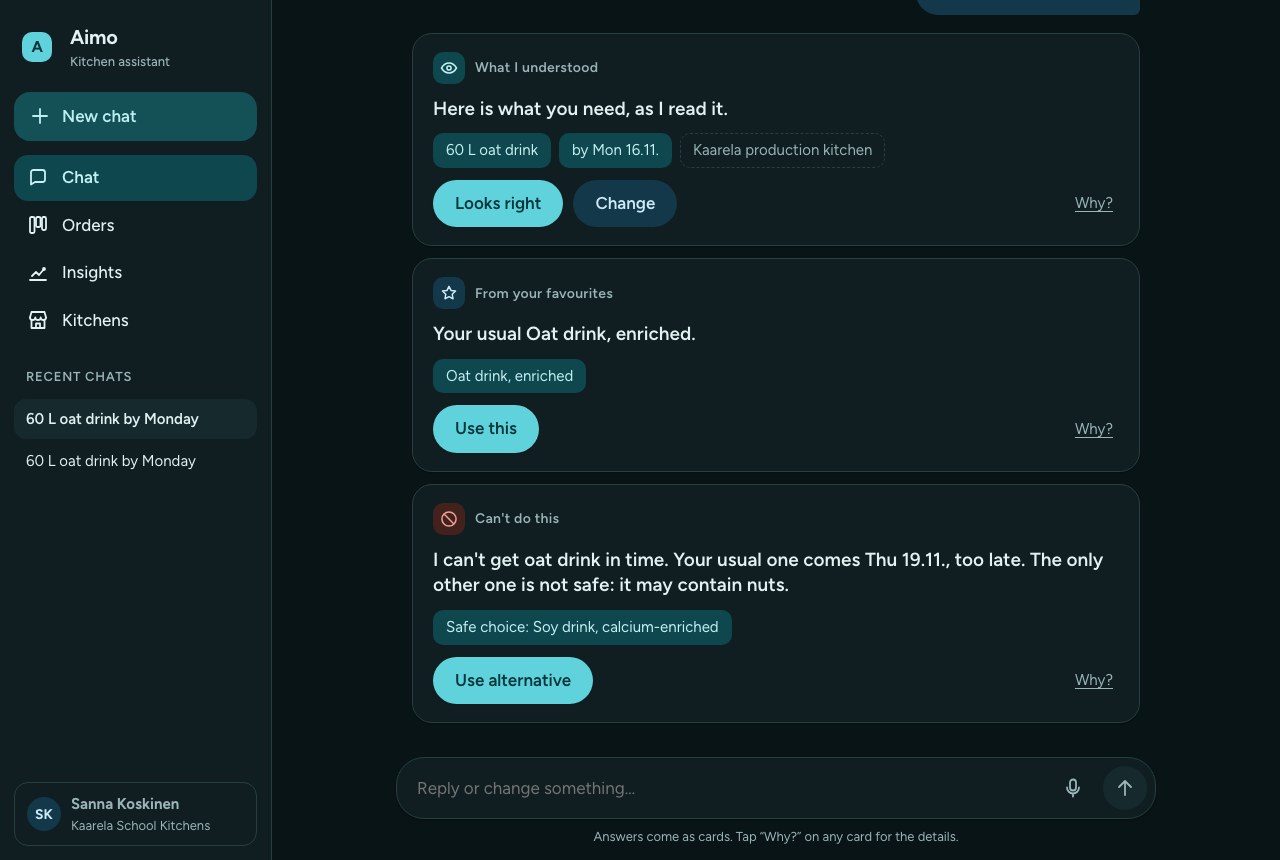 A
Aimo
Kitchen assistant
New chat
Chat
Orders
Insights
Kitchens
RECENT CHATS
60 L oat drink by Monday
60 L oat drink by Monday
SK
Sanna Koskinen
Kaarela School Kitchens
What I understood
Here is what you need, as I read it.
60 L oat drink
by Mon 16.11.
Kaarela production kitchen
Looks right
Change
Why?
From your favourites
Your usual Oat drink, enriched.
Oat drink, enriched
Use this
Why?
Can't do this
I can't get oat drink in time. Your usual one comes Thu 19.11., too late. The only
other one is not safe: it may contain nuts.
Safe choice: Soy drink, calcium-enriched
Use alternative
Why?
Reply or change something...
Answers come as cards. Tap “Why?” on any card for the details.